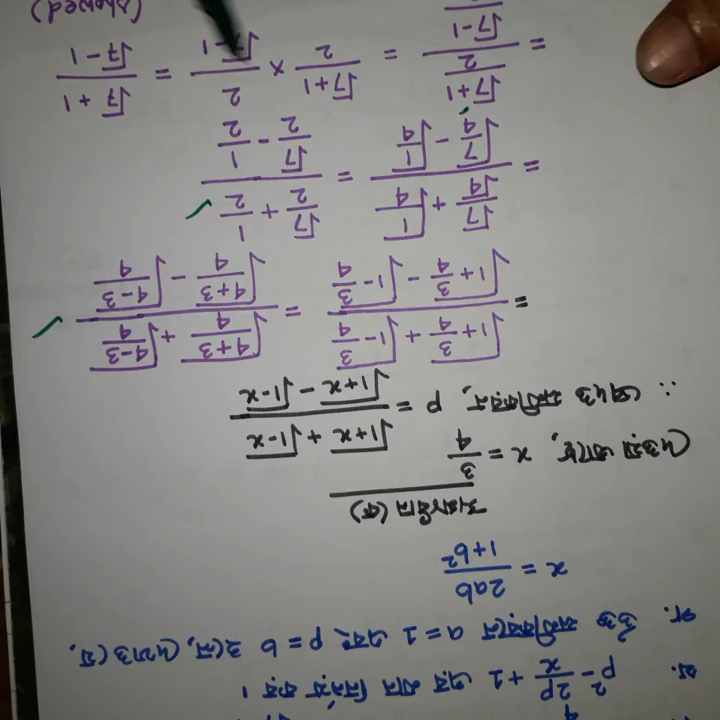 খ. p² - 2p/x + 1 এর মান নির্ণয় কর।
গ. উক্ত সমীকরণে a = 1 এবং p = b হলে, দেখাও যে,
x = 2ab/(1+b²)
সমাধান (ক)
দেওয়া আছে, x = 3/4
∴ প্রদত্ত সমীকরণ, p = (√(1+x) + √(1-x))/(√(1+x) - √(1-x))
= (√(1+3/4) + √(1-3/4))/(√(1+3/4) - √(1-3/4)) = (√((4+3)/4) + √((4-3)/4))/(√((4+3)/4) - √((4-3)/4))
= (√7/√4 + √(1/4))/(√(7/4) - √(1/4)) = (√7/2 + 1/2)/(√7/2 - 1/2)
= ((√7+1)/2)/((√7-1)/2) = (√7+1)/2 × 2/(√7-1) = (√7+1)/(√7-1)
(showed)